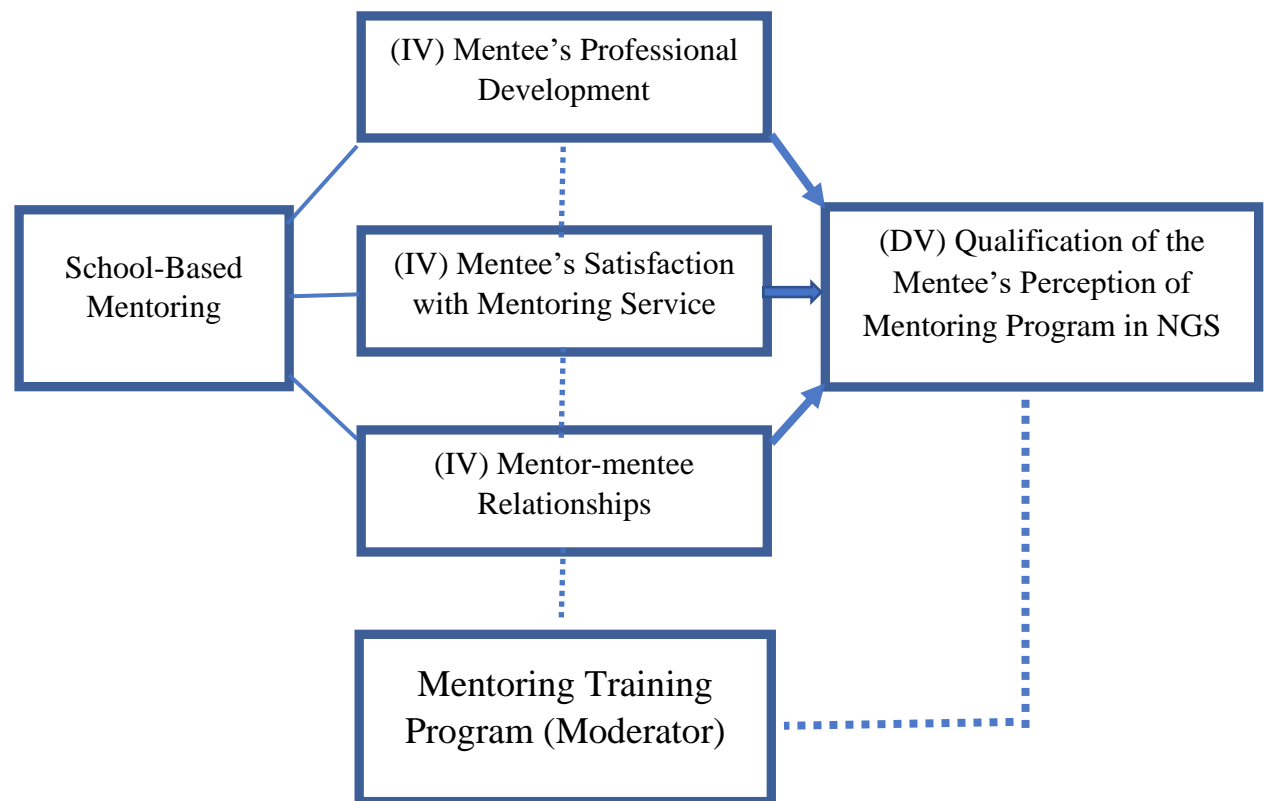 (IV) Mentee’s Professional
Development
School-Based
Mentoring
(IV) Mentee’s Satisfaction
with Mentoring Service
(DV) Qualification of the
Mentee’s Perception of
Mentoring Program in NGS
(IV) Mentor-mentee
Relationships
Mentoring Training
Program (Moderator)